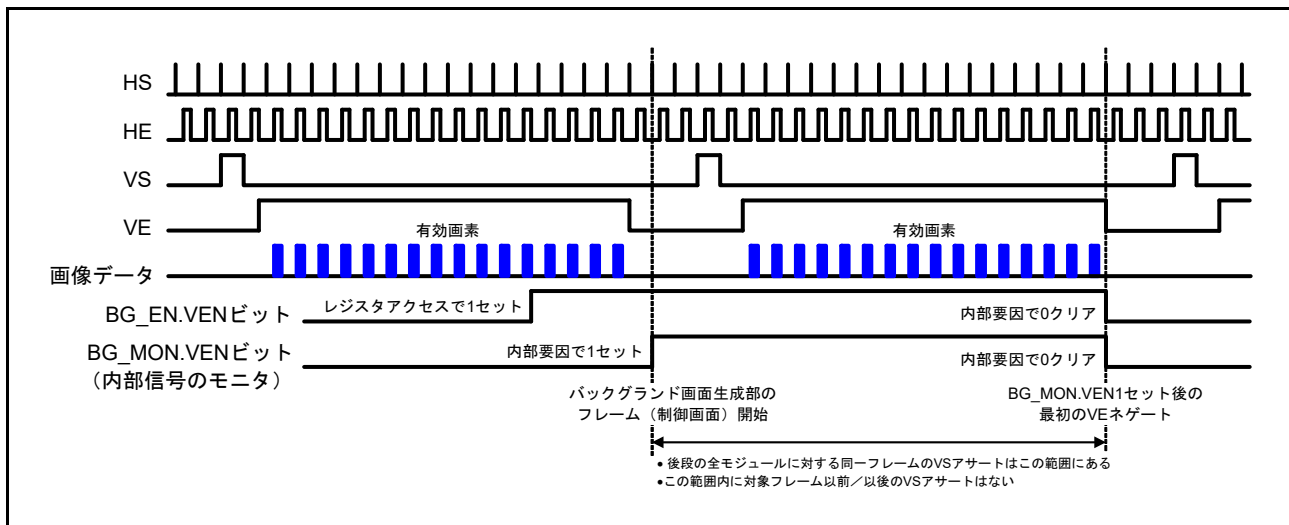 HS
HE
VS
VE
有効画素
有効画素
画像データ
BG_EN.VENビット
レジスタアクセスで1セット
内部要因で0クリア
BG_MON.VENビット
（内部信号のモニタ）
内部要因で1セット
内部要因で0クリア
バックグランド画面生成部の
フレーム（制御画面）開始
BG_MON.VEN1セット後の
最初のVEネゲート
● 後段の全モジュールに対する同一フレームのVSアサートはこの範囲にある
●この範囲内に対象フレーム以前／以後のVSアサートはない